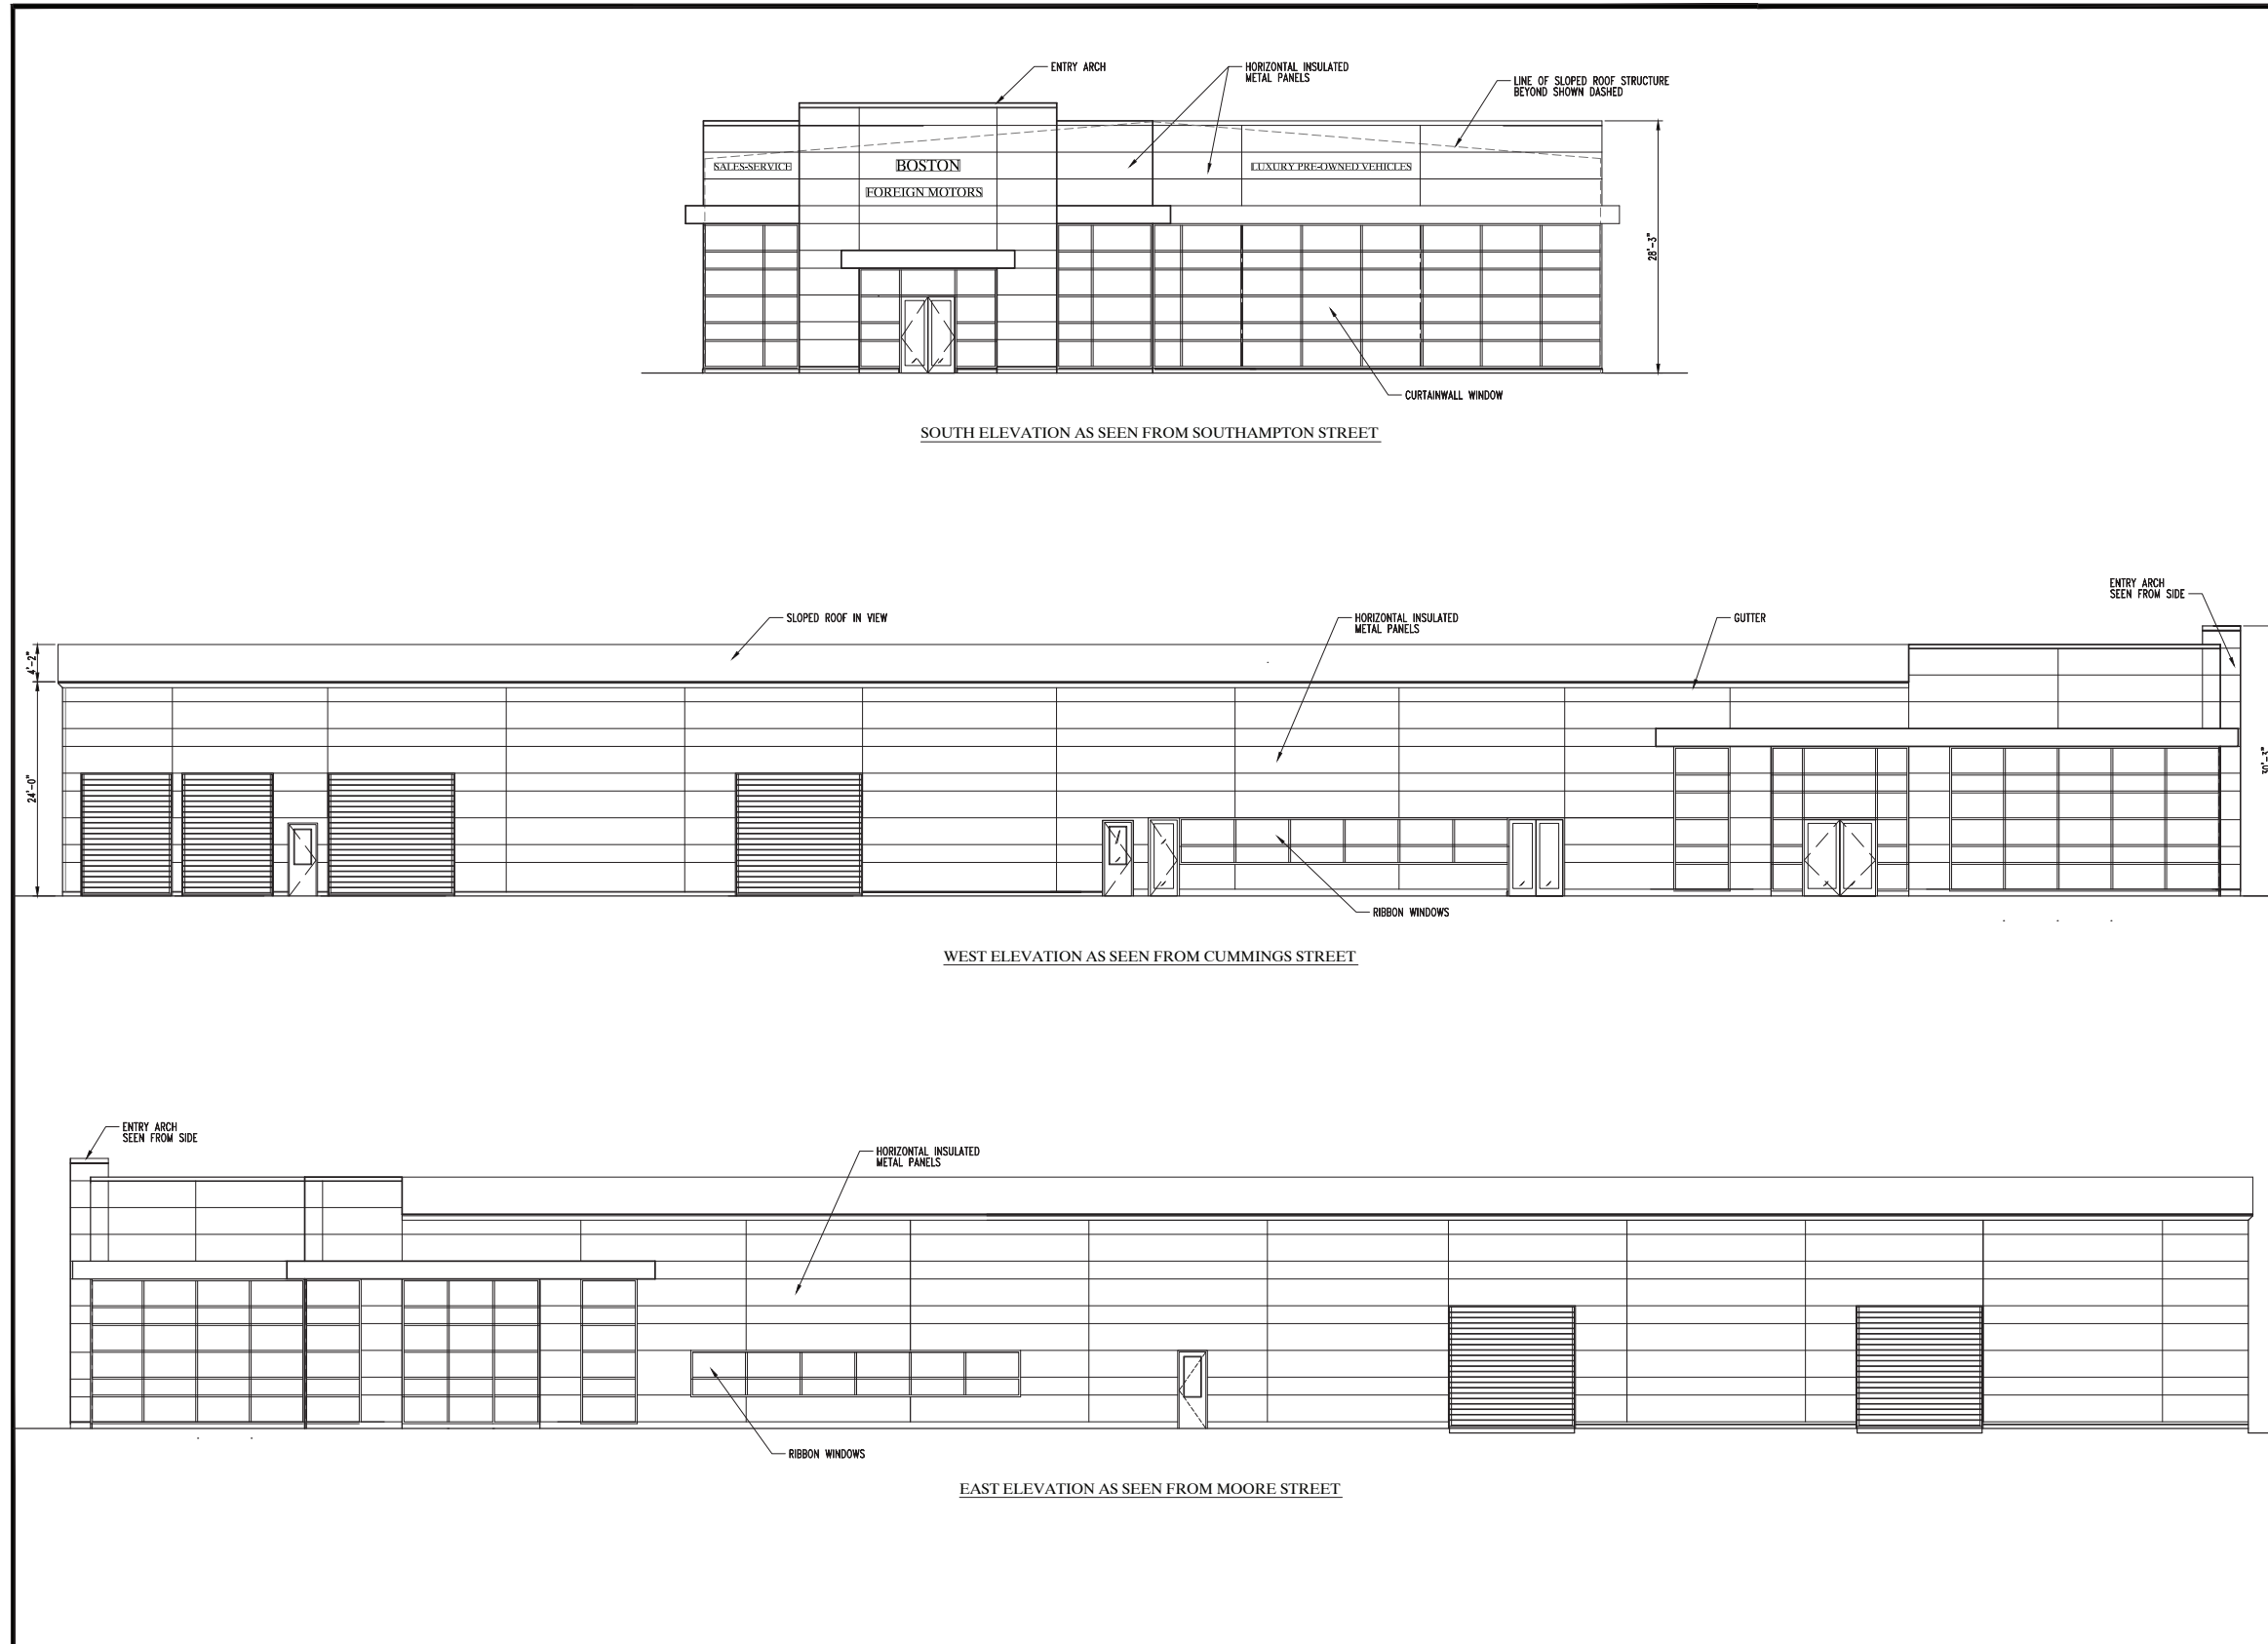 ENTRY ARCH
HORIZONTAL INSULATED
METAL PANELS
LINE OF SLOPED ROOF STRUCTURE
BEYOND SHOWN DASHED
SALES-SERVICE
BOSTON
FOREIGN MOTORS
LUXURY PRE-OWNED VEHICLES
28'-3"
CURTAINWALL WINDOW
SOUTH ELEVATION AS SEEN FROM SOUTHAMPTON STREET
ENTRY ARCH
SEEN FROM SIDE
SLOPED ROOF IN VIEW
HORIZONTAL INSULATED
METAL PANELS
GUTTER
4'-2"
24'-0"
RIBBON WINDOWS
WEST ELEVATION AS SEEN FROM CUMMINGS STREET
ENTRY ARCH
SEEN FROM SIDE
HORIZONTAL INSULATED
METAL PANELS
RIBBON WINDOWS
EAST ELEVATION AS SEEN FROM MOORE STREET